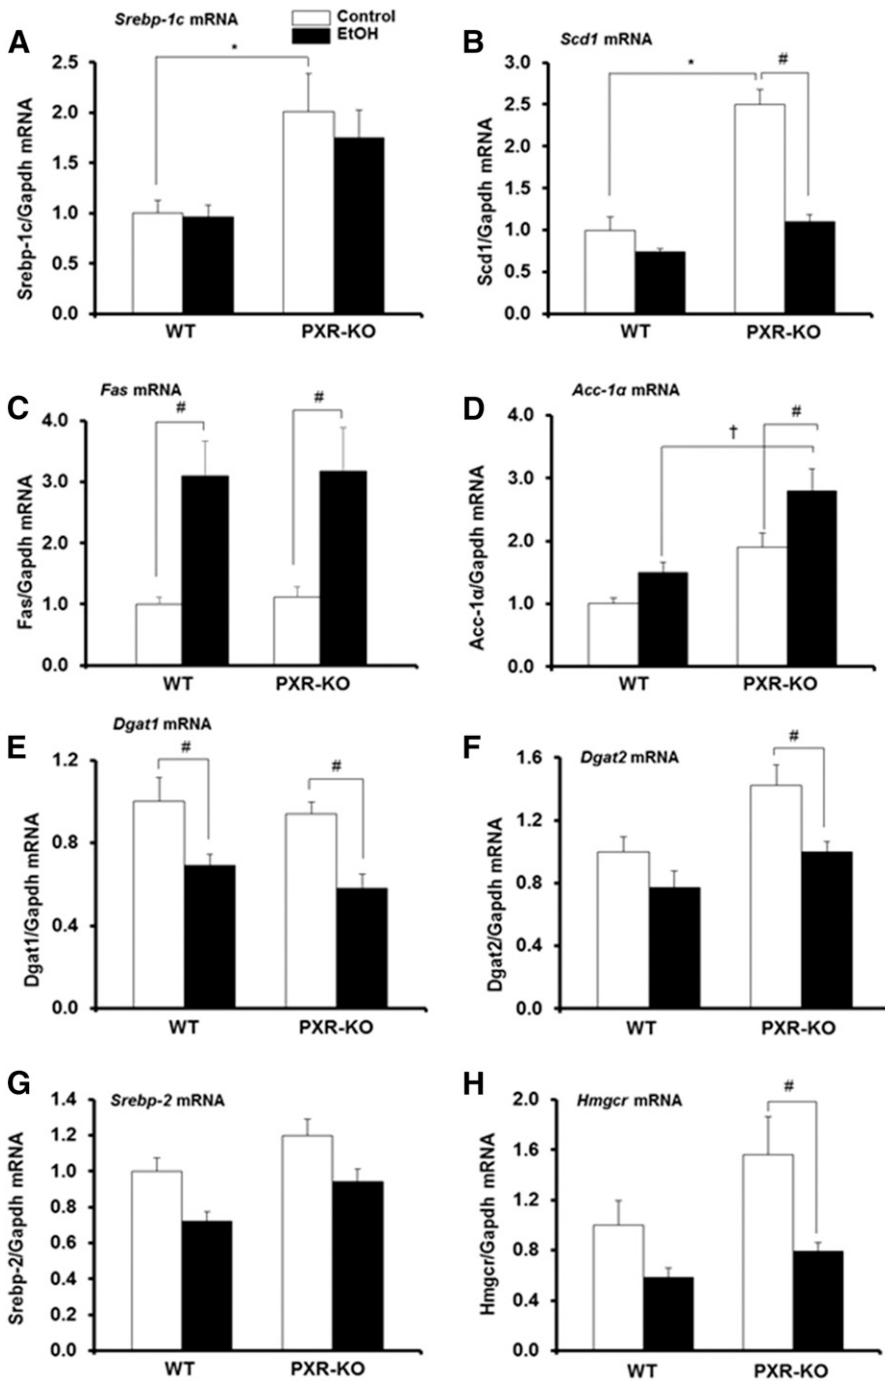 A
Srebp-1c mRNA
Control
EtOH
Srebp-1c/Gapdh mRNA
2.5
2.0
1.5
1.0
0.5
0.0
*
WT
PXR-KO
B
Scd1 mRNA
Scd1/Gapdh mRNA
3.0
2.5
2.0
1.5
1.0
0.5
0.0
*
#
WT
PXR-KO
C
Fas mRNA
Fas/Gapdh mRNA
4.0
3.0
2.0
1.0
0.0
#
#
WT
PXR-KO
D
Acc-1α mRNA
Acc-1α/Gapdh mRNA
4.0
3.0
2.0
1.0
0.0
†
#
WT
PXR-KO
E
Dgat1 mRNA
Dgat1/Gapdh mRNA
1.2
0.8
0.4
0.0
#
#
WT
PXR-KO
F
Dgat2 mRNA
Dgat2/Gapdh mRNA
1.6
1.2
0.8
0.4
0.0
#
WT
PXR-KO
G
Srebp-2 mRNA
Srebp-2/Gapdh mRNA
1.4
1.2
1.0
0.8
0.6
0.4
0.2
0.0
WT
PXR-KO
H
Hmgcr mRNA
Hmgcr/Gapdh mRNA
2.0
1.6
1.2
0.8
0.4
0.0
#
WT
PXR-KO